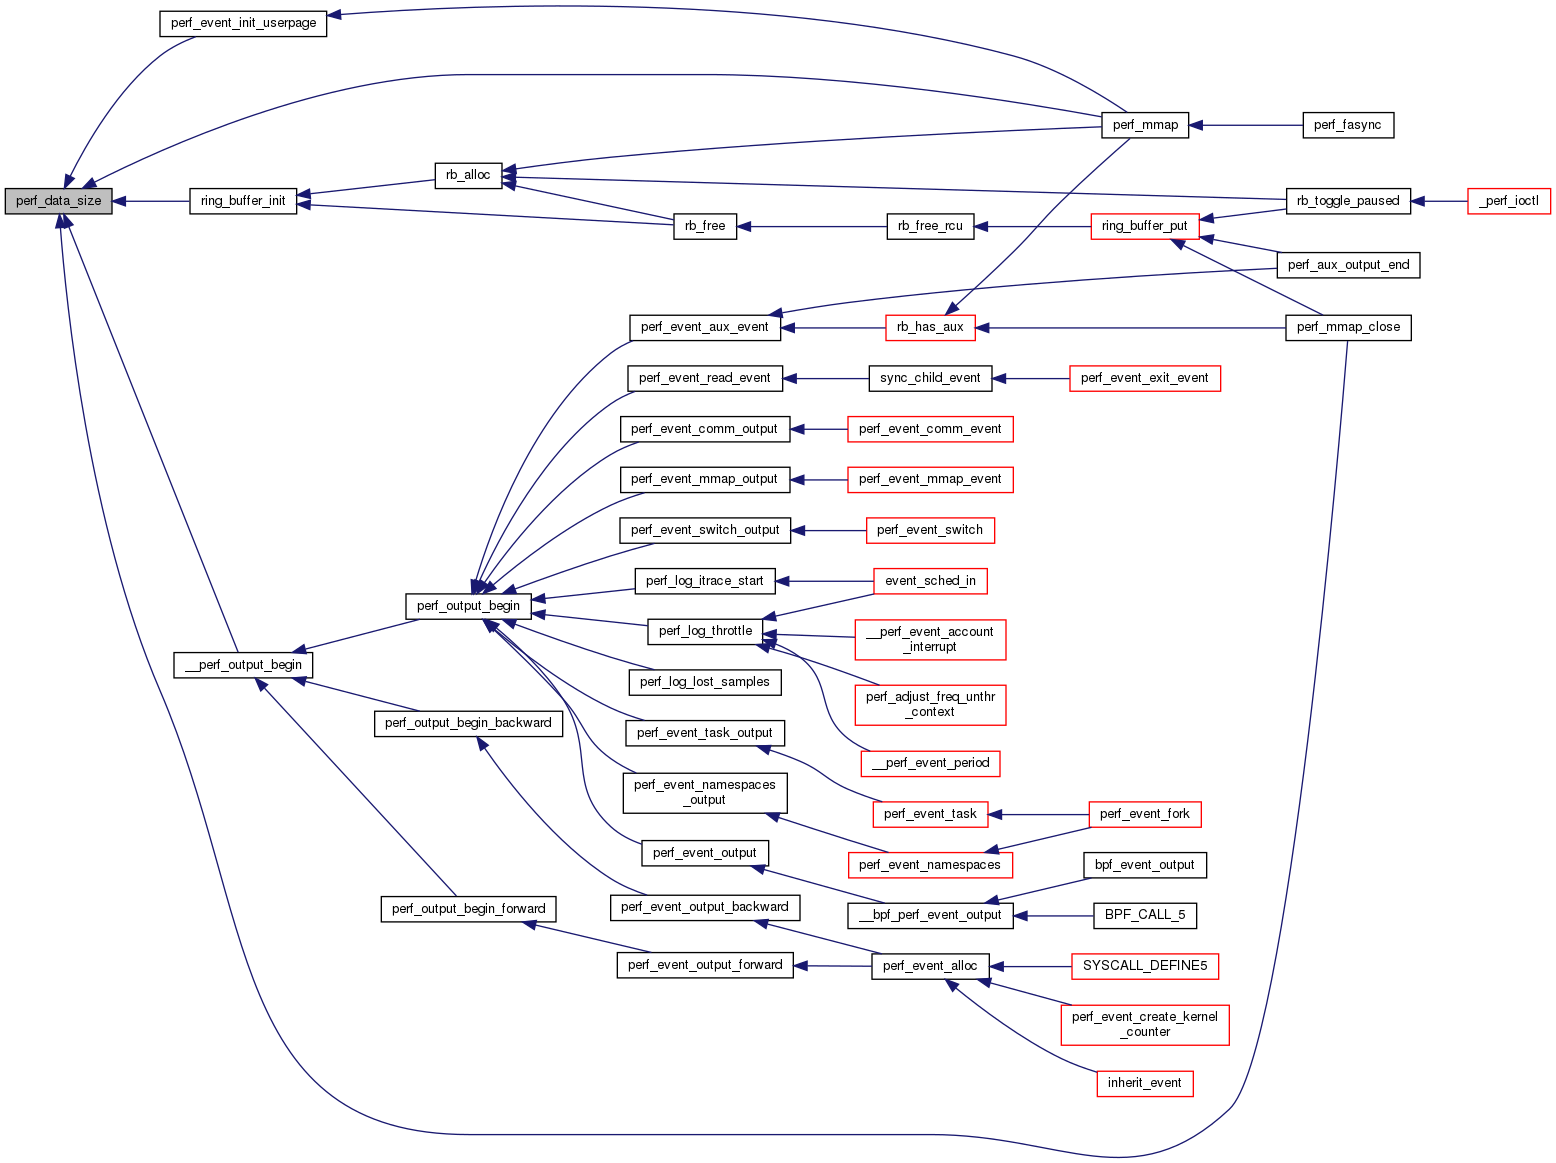 perf_event_init_userpage
perf_mmap
perf_fasync
rb_alloc
perf_data_size
ring_buffer_init
rb_toggle_paused
_perf_ioctl
rb_free
rb_free_rcu
ring_buffer_put
perf_aux_output_end
perf_event_aux_event
rb_has_aux
perf_mmap_close
perf_event_read_event
sync_child_event
perf_event_exit_event
perf_event_comm_output
perf_event_comm_event
perf_event_mmap_output
perf_event_mmap_event
perf_event_switch_output
perf_event_switch
perf_log_itrace_start
event_sched_in
perf_output_begin
perf_log_throttle
__perf_event_account
_interrupt
__perf_output_begin
perf_log_lost_samples
perf_adjust_freq_unthr
_context
perf_output_begin_backward
perf_event_task_output
__perf_event_period
perf_event_namespaces
_output
perf_event_task
perf_event_fork
perf_event_output
perf_event_namespaces
bpf_event_output
perf_output_begin_forward
perf_event_output_backward
__bpf_perf_event_output
BPF_CALL_5
perf_event_output_forward
perf_event_alloc
SYSCALL_DEFINE5
perf_event_create_kernel
_counter
inherit_event